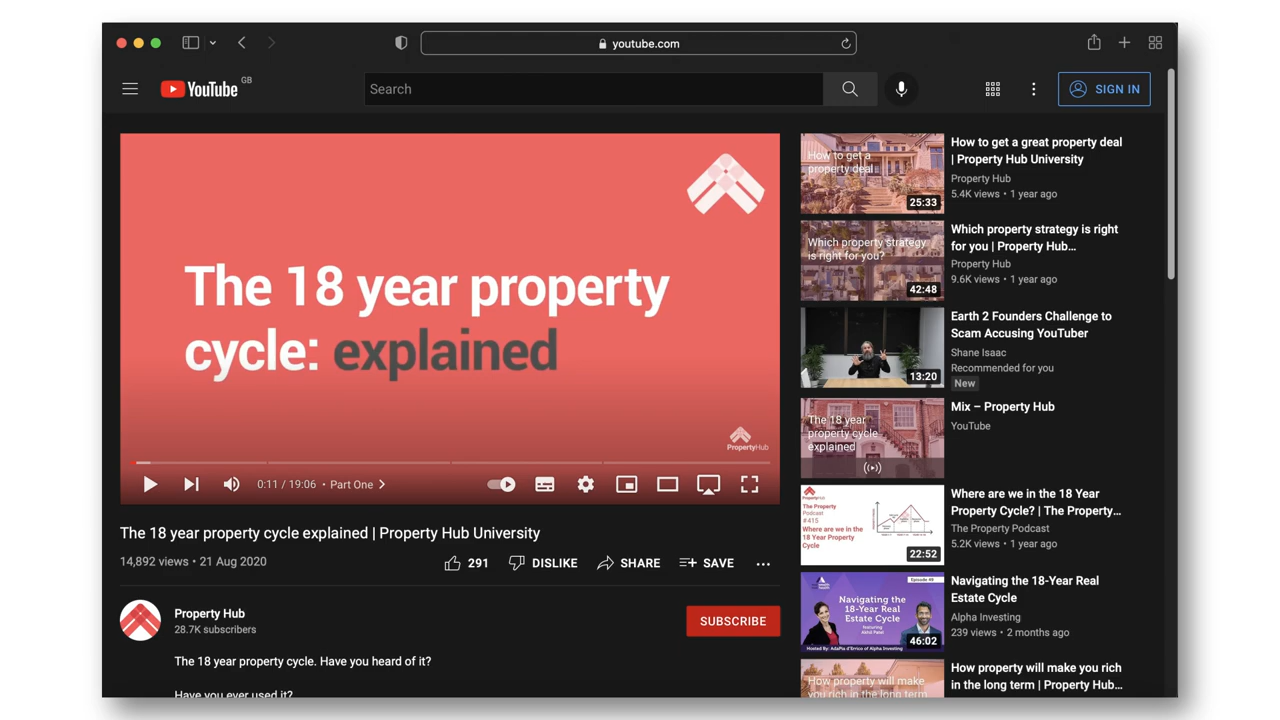 youtube.com
YouTube GB
Search
SIGN IN
The 18 year property
cycle: explained
PropertyHub
0:11 / 19:06 • Part One
The 18 year property cycle explained | Property Hub University
14,892 views • 21 Aug 2020
291
DISLIKE
SHARE
SAVE
Property Hub
28.7K subscribers
SUBSCRIBE
The 18 year property cycle. Have you heard of it?
Have you ever used it?
How to get a
property deal
25:33
How to get a great property deal
| Property Hub University
Property Hub
5.4K views • 1 year ago
Which property strategy
is right for you?
42:48
Which property strategy is right
for you | Property Hub...
Property Hub
9.6K views • 1 year ago
13:20
Earth 2 Founders Challenge to
Scam Accusing YouTuber
Shane Isaac
Recommended for you
New
The 18 year
property cycle
explained
Mix – Property Hub
YouTube
PropertyHub
The Property
Podcast
#415
Where are we in the
18 Year Property
Cycle?
22:52
Where are we in the 18 Year
Property Cycle? | The Property...
The Property Podcast
5.2K views • 1 year ago
Episode 48
Navigating the
18-Year Real
Estate Cycle
featuring
Akhil Patel
Hosted By: AdaPia d'Errico of Alpha Investing
46:02
Navigating the 18-Year Real
Estate Cycle
Alpha Investing
239 views • 2 months ago
How property will make
you rich in the long term
How property will make you rich
in the long term | Property Hub...